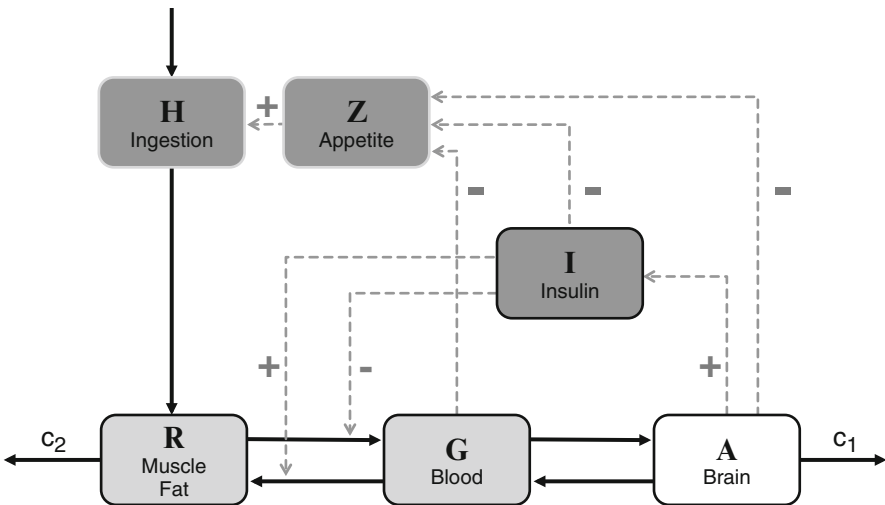 H
Ingestion
+
Z
Appetite
-
-
-
I
Insulin
+
-
+
c2
R
Muscle
Fat
G
Blood
A
Brain
c1